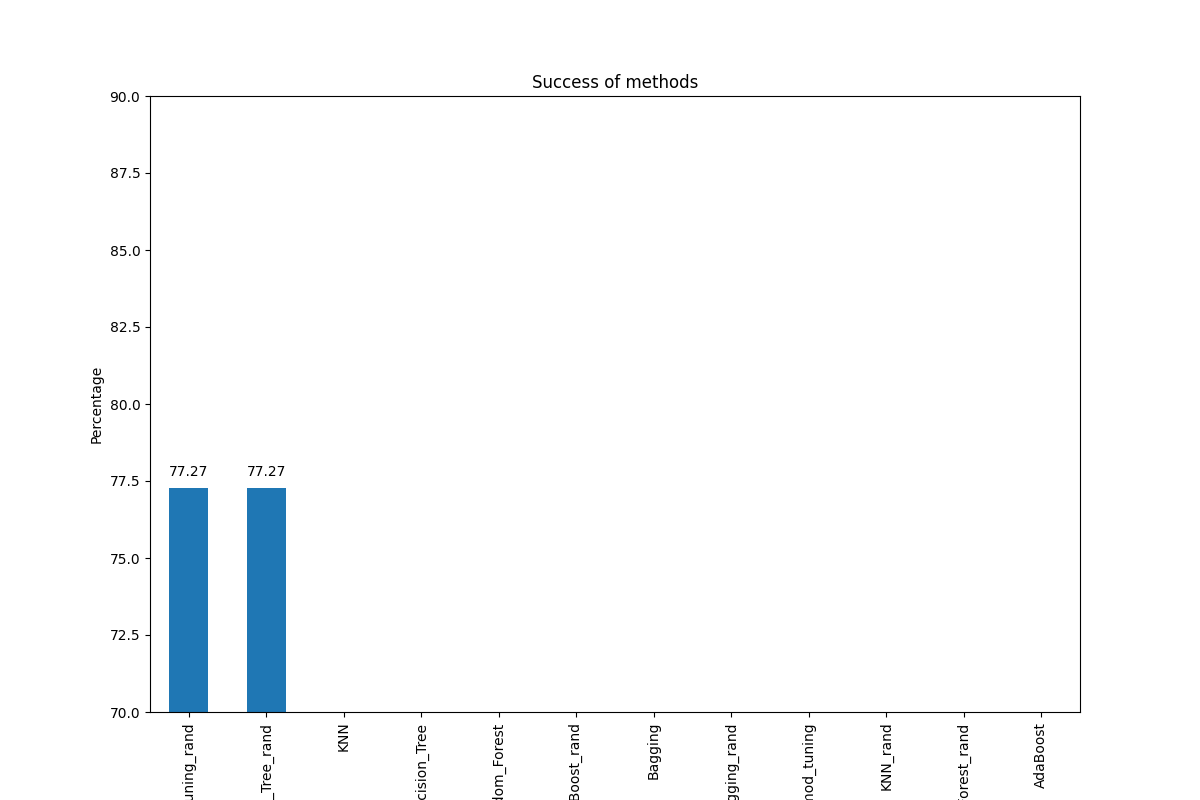 Success of methods
90.0
87.5
85.0
82.5
80.0
77.5
75.0
72.5
70.0
Percentage
77.27
77.27
uning_rand
_Tree_rand
KNN
cision_Tree
dom_Forest
Boost_rand
Bagging
gging_rand
mod_tuning
KNN_rand
orest_rand
AdaBoost